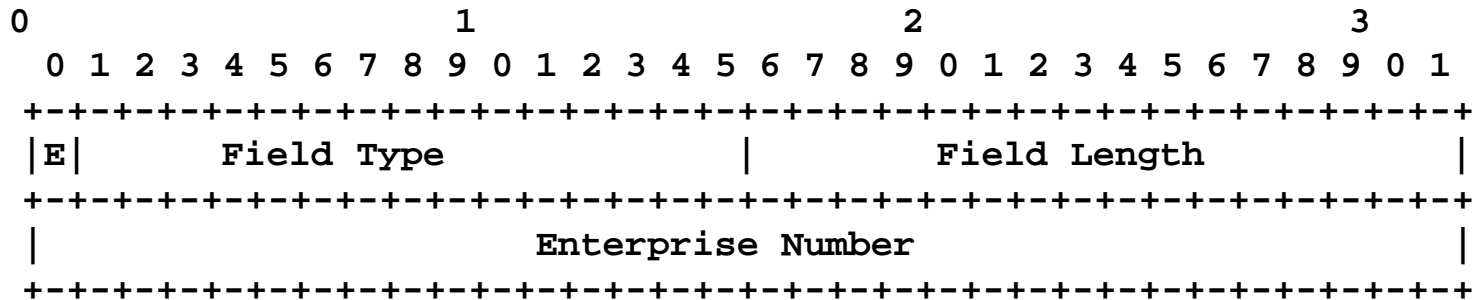 0                   1                   2                   3
 0 1 2 3 4 5 6 7 8 9 0 1 2 3 4 5 6 7 8 9 0 1 2 3 4 5 6 7 8 9 0 1
+-+-+-+-+-+-+-+-+-+-+-+-+-+-+-+-+-+-+-+-+-+-+-+-+-+-+-+-+-+-+-+-+
|E|      Field Type             |        Field Length           |
+-+-+-+-+-+-+-+-+-+-+-+-+-+-+-+-+-+-+-+-+-+-+-+-+-+-+-+-+-+-+-+-+
|                      Enterprise Number                        |
+-+-+-+-+-+-+-+-+-+-+-+-+-+-+-+-+-+-+-+-+-+-+-+-+-+-+-+-+-+-+-+-+